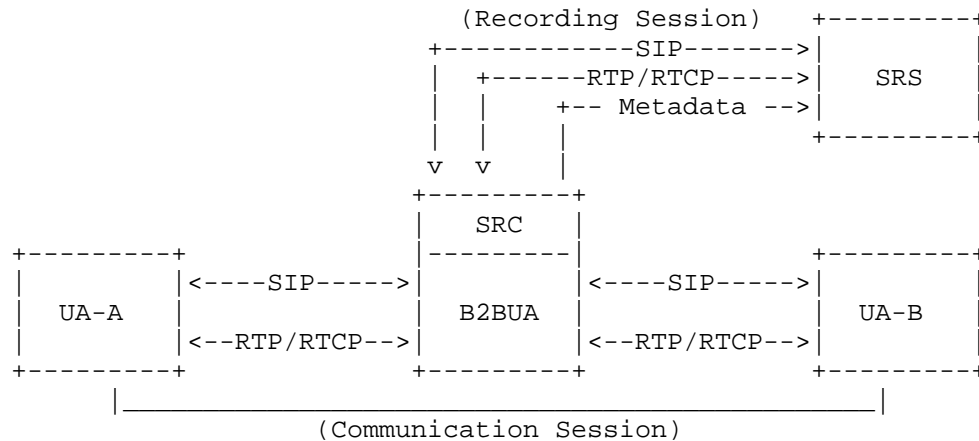 (Recording Session) +---------+
+------------SIP------->| |
| +------RTP/RTCP----->| SRS |
| | +-- Metadata -->| |
| | | +---------+
v v |
+---------+
| SRC |
+---------+ |---------| +---------+
| |<----SIP---->| |<----SIP---->| |
| UA-A | | B2BUA | | UA-B |
| |<--RTP/RTCP-->| |<--RTP/RTCP-->| |
+---------+ +---------+ +---------+
|_______________________________________________|
(Communication Session)